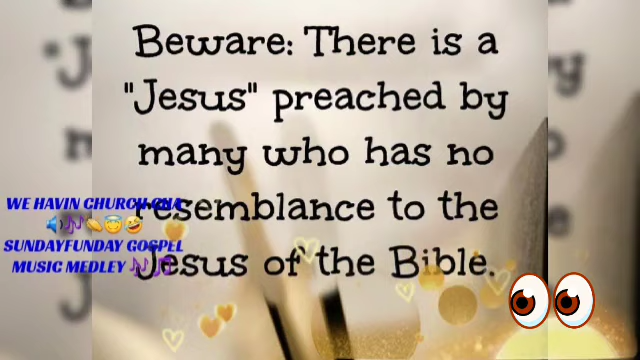 Beware: There is a
"Jesus" preached by
many who has no
resemblance to the
Jesus of the Bible.
WE HAVIN CHURCH CHA
🔊🎶👏😇🤣
SUNDAYFUNDAY GOSPEL
MUSIC MEDLEY 🎶🎶